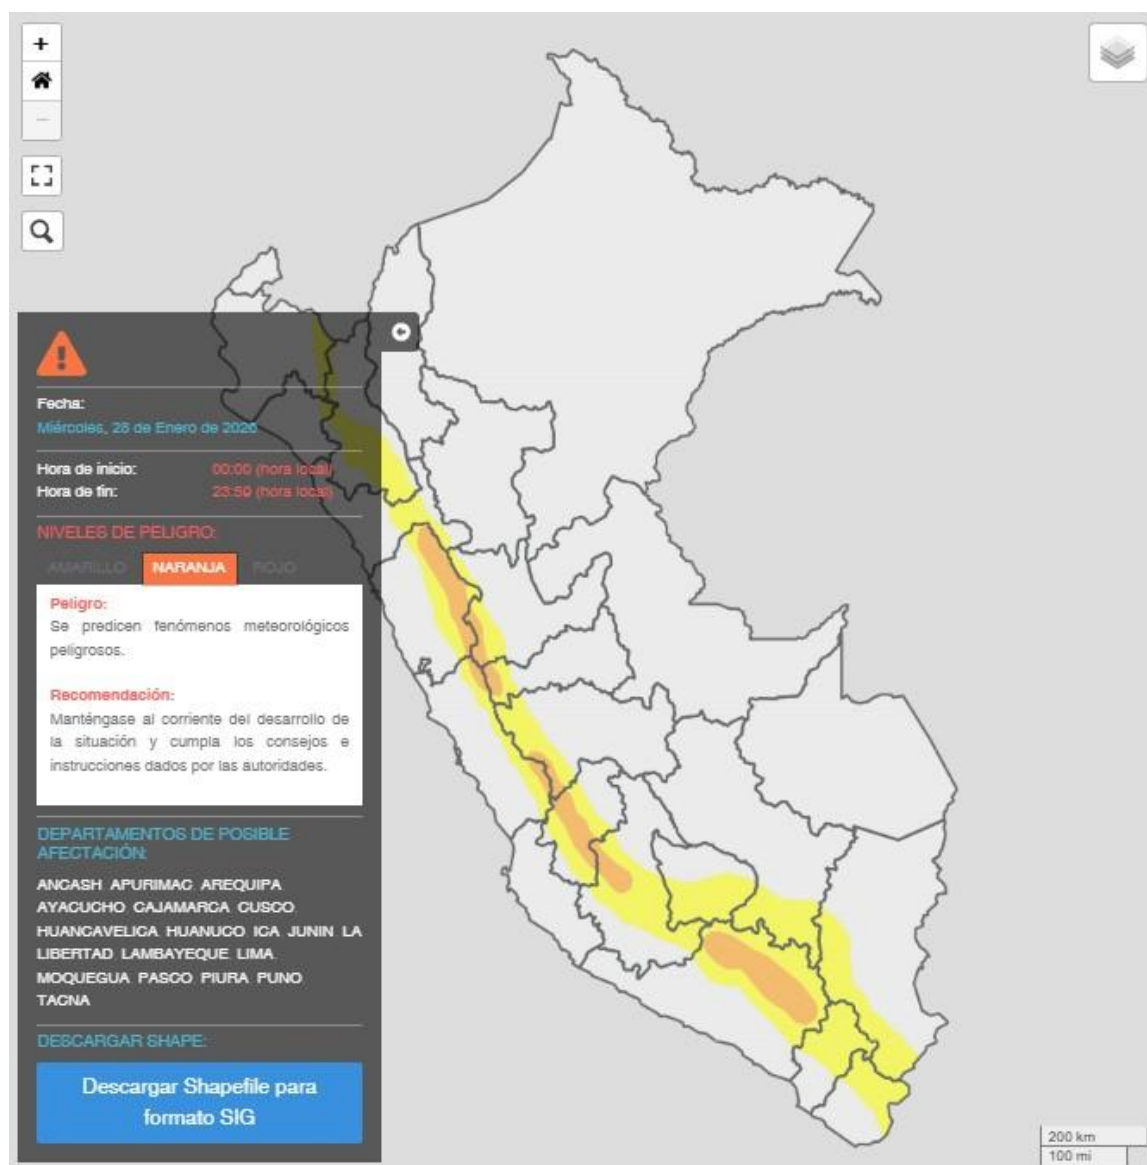 +
−
Fecha:
Miércoles, 28 de Enero de 2026
Hora de inicio: 00:00 (hora local)
Hora de fin: 23:59 (hora local)
NIVELES DE PELIGRO:
AMARILLO NARANJA ROJO
Peligro:
Se predicen fenómenos meteorológicos
peligrosos.
Recomendación:
Manténgase al corriente del desarrollo de
la situación y cumpla los consejos e
instrucciones dados por las autoridades.
DEPARTAMENTOS DE POSIBLE
AFECTACIÓN:
ANCASH APURIMAC AREQUIPA
AYACUCHO CAJAMARCA CUSCO
HUANCAVELICA HUANUCO ICA JUNIN LA
LIBERTAD LAMBAYEQUE LIMA
MOQUEGUA PASCO PIURA PUNO
TACNA
DESCARGAR SHAPE:
Descargar Shapefile para
formato SIG
200 km
100 mi